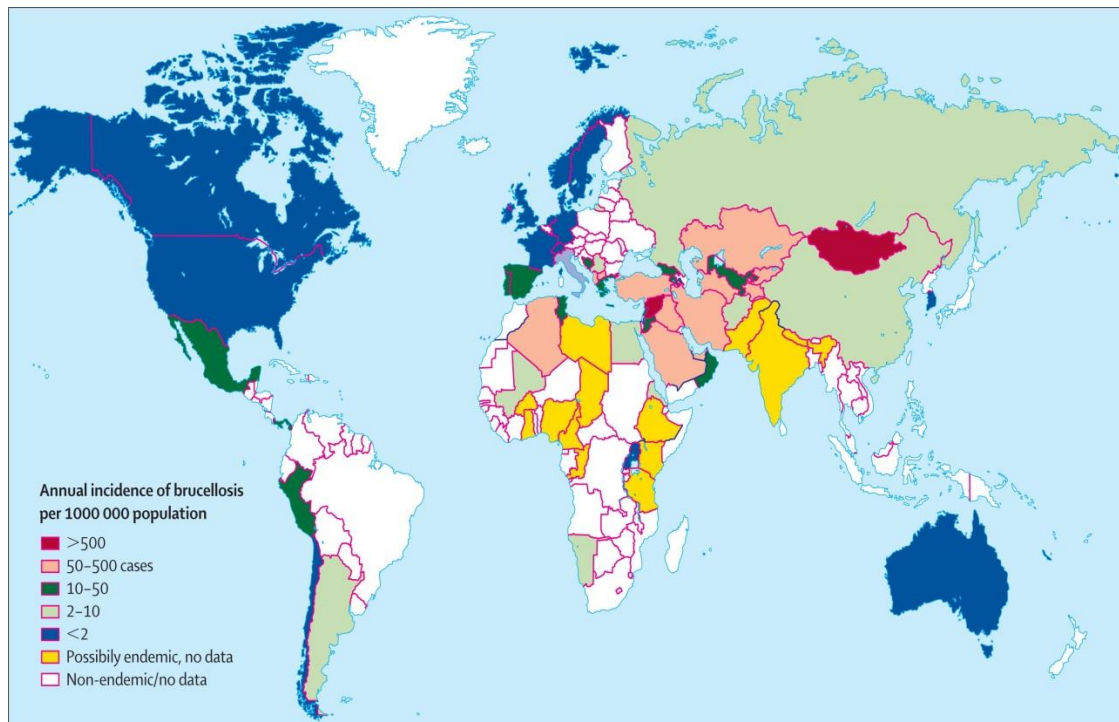 Annual incidence of brucellosis
per 1000 000 population
>500
50–500 cases
10–50
2–10
<2
Possibily endemic, no data
Non-endemic/no data